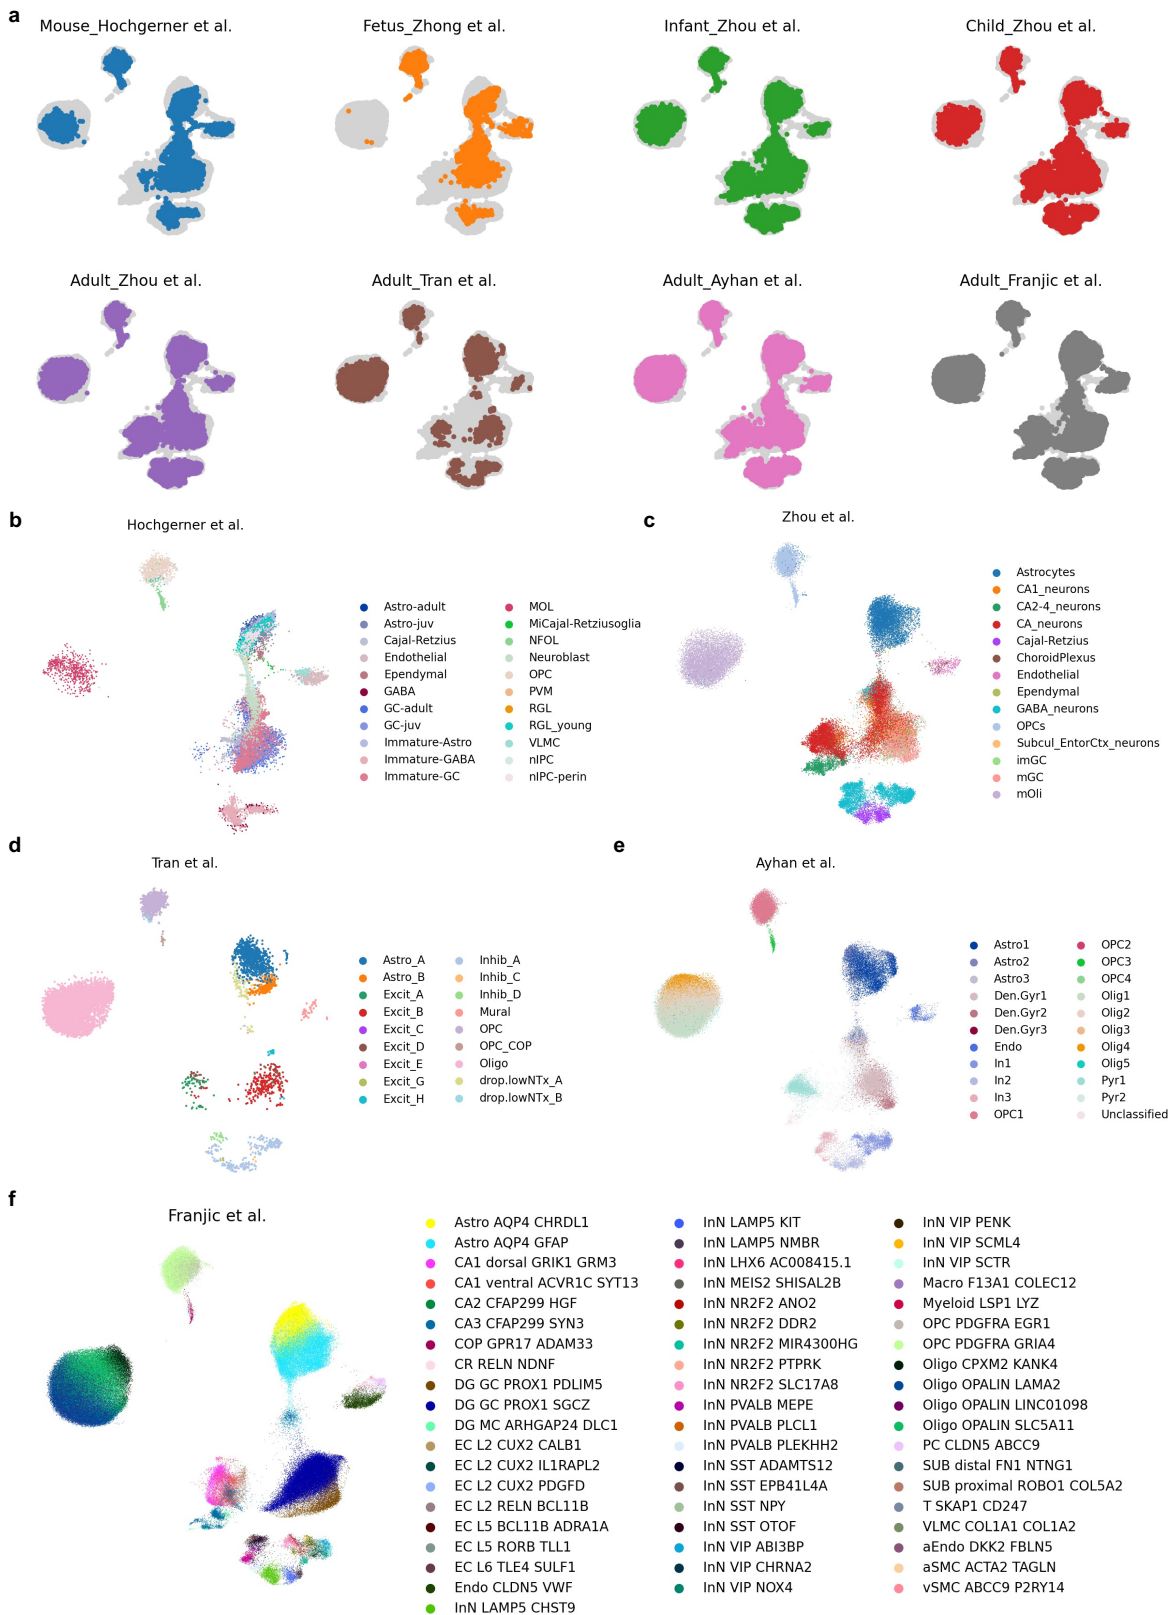 a
Mouse_Hochgerner et al.
Fetus_Zhong et al.
Infant_Zhou et al.
Child_Zhou et al.
Adult_Zhou et al.
Adult_Tran et al.
Adult_Ayhan et al.
Adult_Franjic et al.
b
Hochgerner et al.
Astro-adult
Astro-juv
Cajal-Retzius
Endothelial
Ependymal
GABA
GC-adult
GC-juv
Immature-Astro
Immature-GABA
Immature-GC
MOL
MiCajal-Retziusoglia
NFOL
Neuroblast
OPC
PVM
RGL
RGL_young
VLMC
nIPC
nIPC-perin
c
Zhou et al.
Astrocytes
CA1_neurons
CA2-4_neurons
CA_neurons
Cajal-Retzius
ChoroidPlexus
Endothelial
Ependymal
GABA_neurons
OPCs
Subcul_EntorCtx_neurons
imGC
mGC
mOli
d
Tran et al.
Astro_A
Astro_B
Excit_A
Excit_B
Excit_C
Excit_D
Excit_E
Excit_G
Excit_H
Inhib_A
Inhib_C
Inhib_D
Mural
OPC
OPC_COP
Oligo
drop.lowNTx_A
drop.lowNTx_B
e
Ayhan et al.
Astro1
Astro2
Astro3
Den.Gyr1
Den.Gyr2
Den.Gyr3
Endo
In1
In2
In3
OPC1
OPC2
OPC3
OPC4
Olig1
Olig2
Olig3
Olig4
Olig5
Pyr1
Pyr2
Unclassified
f
Franjic et al.
Astro AQP4 CHRDL1
Astro AQP4 GFAP
CA1 dorsal GRIK1 GRM3
CA1 ventral ACVR1C SYT13
CA2 CFAP299 HGF
CA3 CFAP299 SYN3
COP GPR17 ADAM33
CR RELN NDNF
DG GC PROX1 PDLIM5
DG GC PROX1 SGCZ
DG MC ARHGAP24 DLC1
EC L2 CUX2 CALB1
EC L2 CUX2 IL1RAPL2
EC L2 CUX2 PDGFD
EC L2 RELN BCL11B
EC L5 BCL11B ADRA1A
EC L5 RORB TLL1
EC L6 TLE4 SULF1
Endo CLDN5 VWF
InN LAMP5 CHST9
InN LAMP5 KIT
InN LAMP5 NMBR
InN LHX6 AC008415.1
InN MEIS2 SHISAL2B
InN NR2F2 ANO2
InN NR2F2 DDR2
InN NR2F2 MIR4300HG
InN NR2F2 PTPRK
InN NR2F2 SLC17A8
InN PVALB MEPE
InN PVALB PLCL1
InN PVALB PLEKHH2
InN SST ADAMTS12
InN SST EPB41L4A
InN SST NPY
InN SST OTOF
InN VIP ABI3BP
InN VIP CHRNA2
InN VIP NOX4
InN VIP PENK
InN VIP SCML4
InN VIP SCTR
Macro F13A1 COLEC12
Myeloid LSP1 LYZ
OPC PDGFRA EGR1
OPC PDGFRA GRIA4
Oligo CPXM2 KANK4
Oligo OPALIN LAMA2
Oligo OPALIN LINC01098
Oligo OPALIN SLC5A11
PC CLDN5 ABCC9
SUB distal FN1 NTNG1
SUB proximal ROBO1 COL5A2
T SKAP1 CD247
VLMC COL1A1 COL1A2
aEndo DKK2 FBLN5
aSMC ACTA2 TAGLN
vSMC ABCC9 P2RY14